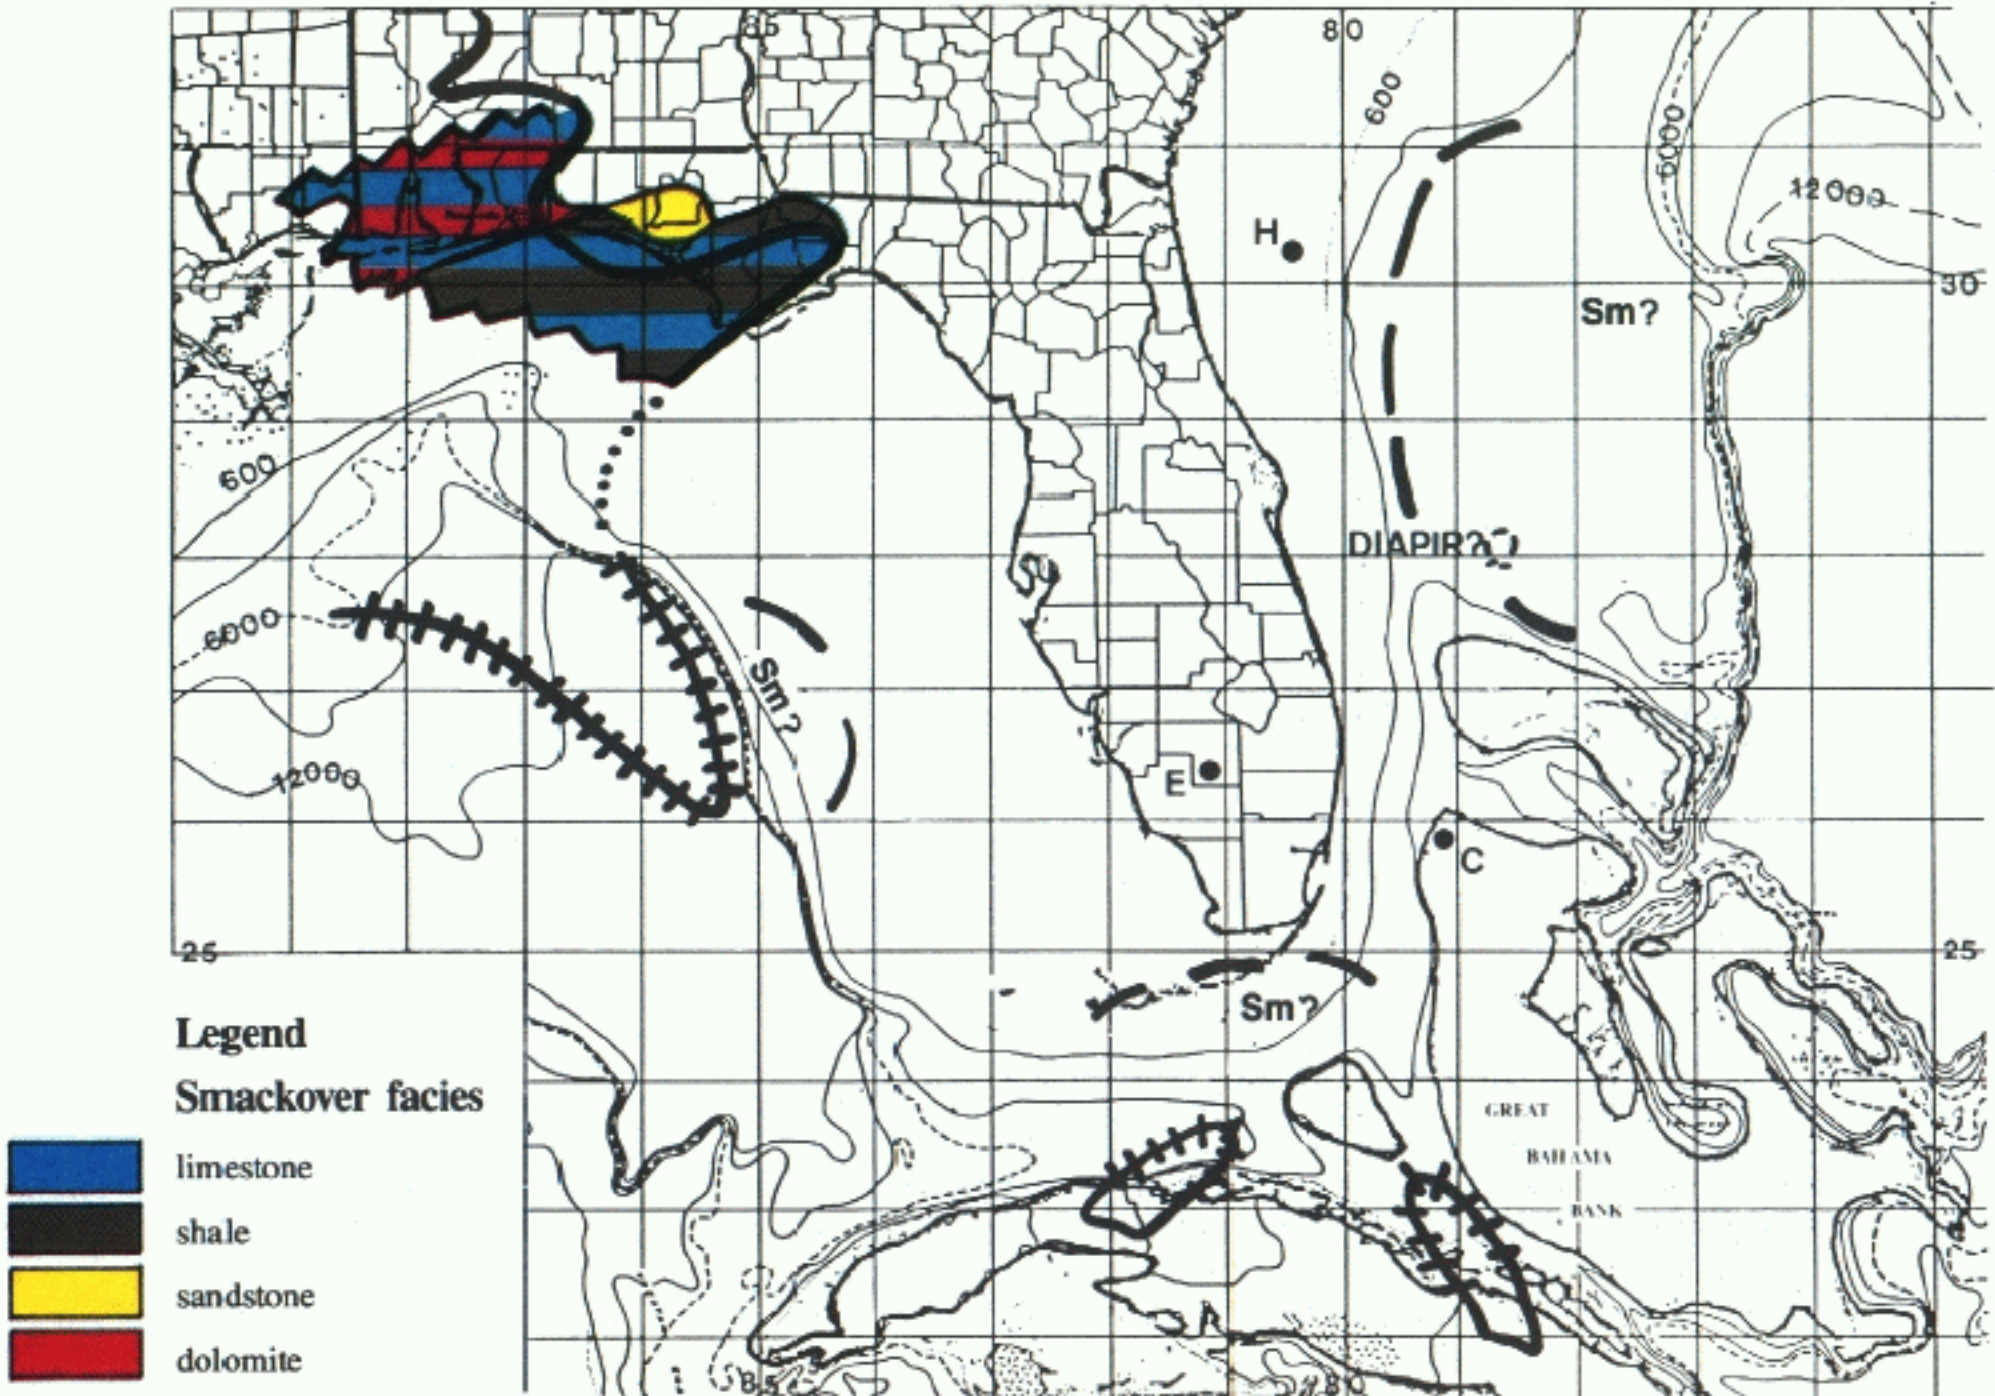 85
80
600
6000
12000
H
30
Sm?
600
DIAPIR?
6000
Sm?
12000
E
C
25
25
Sm?
Legend
Smackover facies
GREAT
BAHAMA
BANK
limestone
shale
sandstone
dolomite
85
80